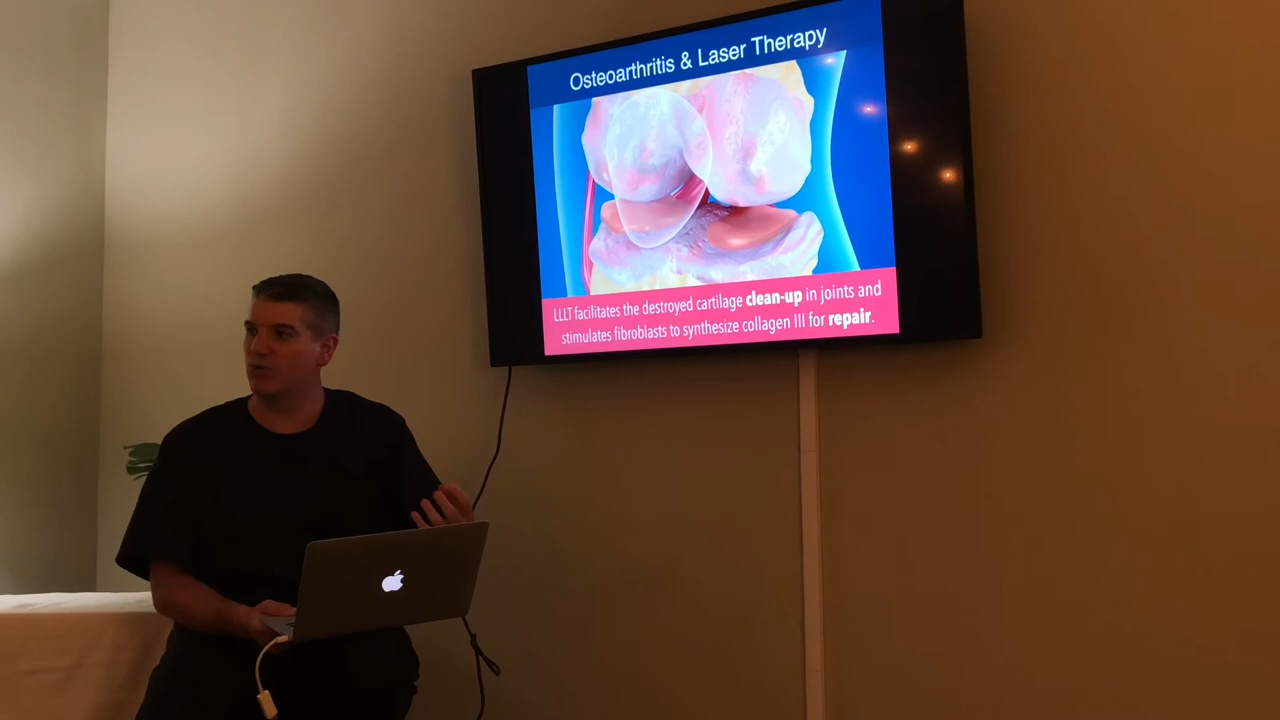 Osteoarthritis & Laser Therapy
LLLT facilitates the destroyed cartilage clean-up in joints and
stimulates fibroblasts to synthesize collagen III for repair.